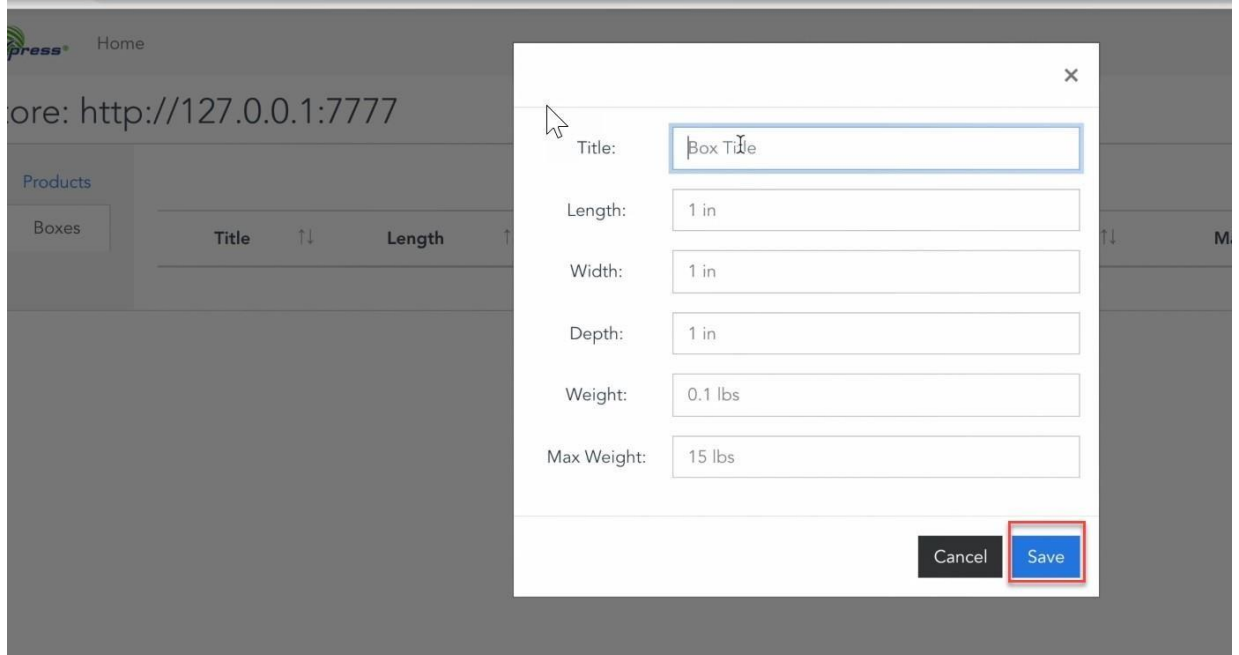 press® Home
ore: http://127.0.0.1:7777
Products
Boxes
Title Length
M
×
Title: Box Title
Length: 1 in
Width: 1 in
Depth: 1 in
Weight: 0.1 lbs
Max Weight: 15 lbs
Cancel Save